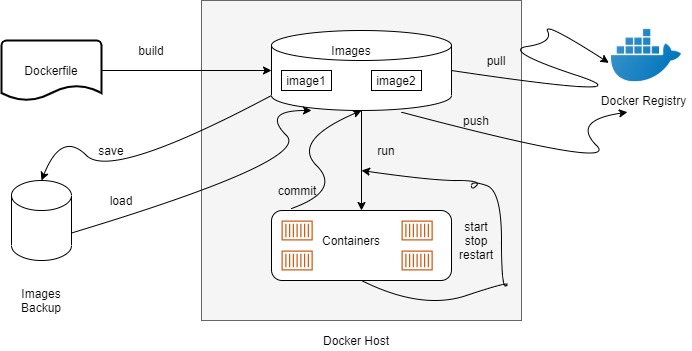 build
Images
pull
Dockerfile
image1
image2
Docker Registry
push
save
run
load
commit
start
stop
restart
Containers
Images
Backup
Docker Host